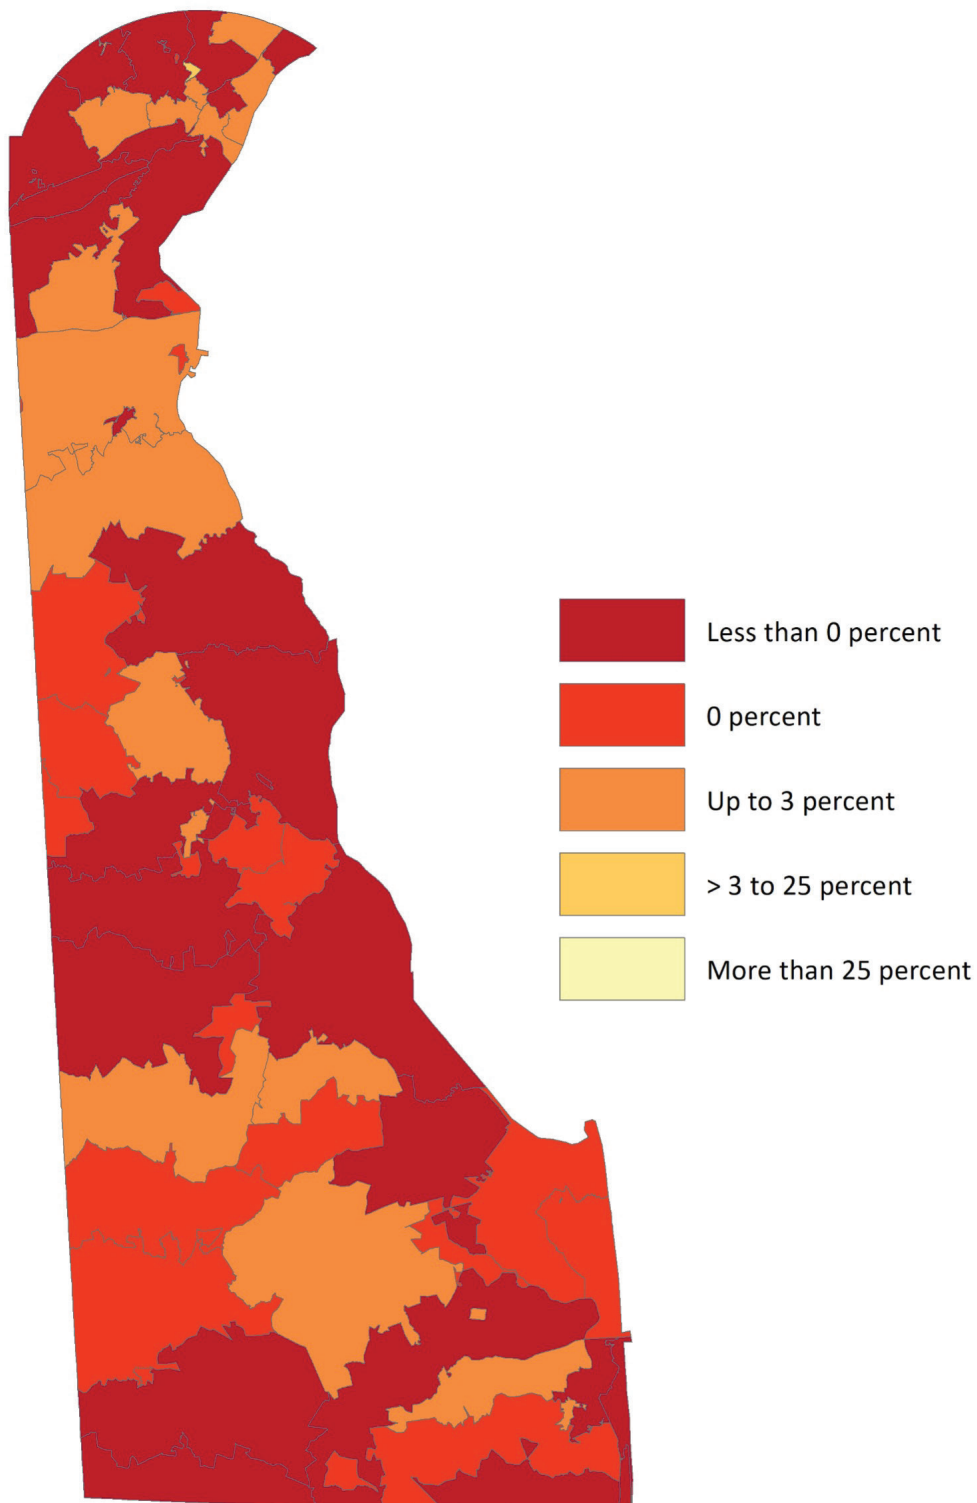 Less than 0 percent
0 percent
Up to 3 percent
> 3 to 25 percent
More than 25 percent